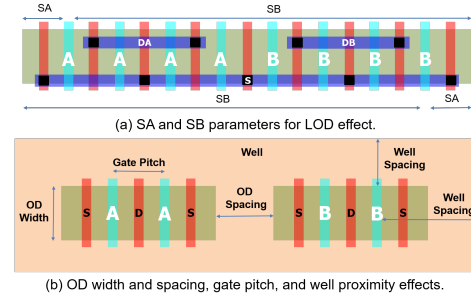 SA
SB
DA
DB
A A A A B B B B
S
SB
SA
(a) SA and SB parameters for LOD effect.
Gate Pitch
Well
Well
Spacing
OD
Width
S A D A S
OD
Spacing
S B D B S
Well
Spacing
(b) OD width and spacing, gate pitch, and well proximity effects.